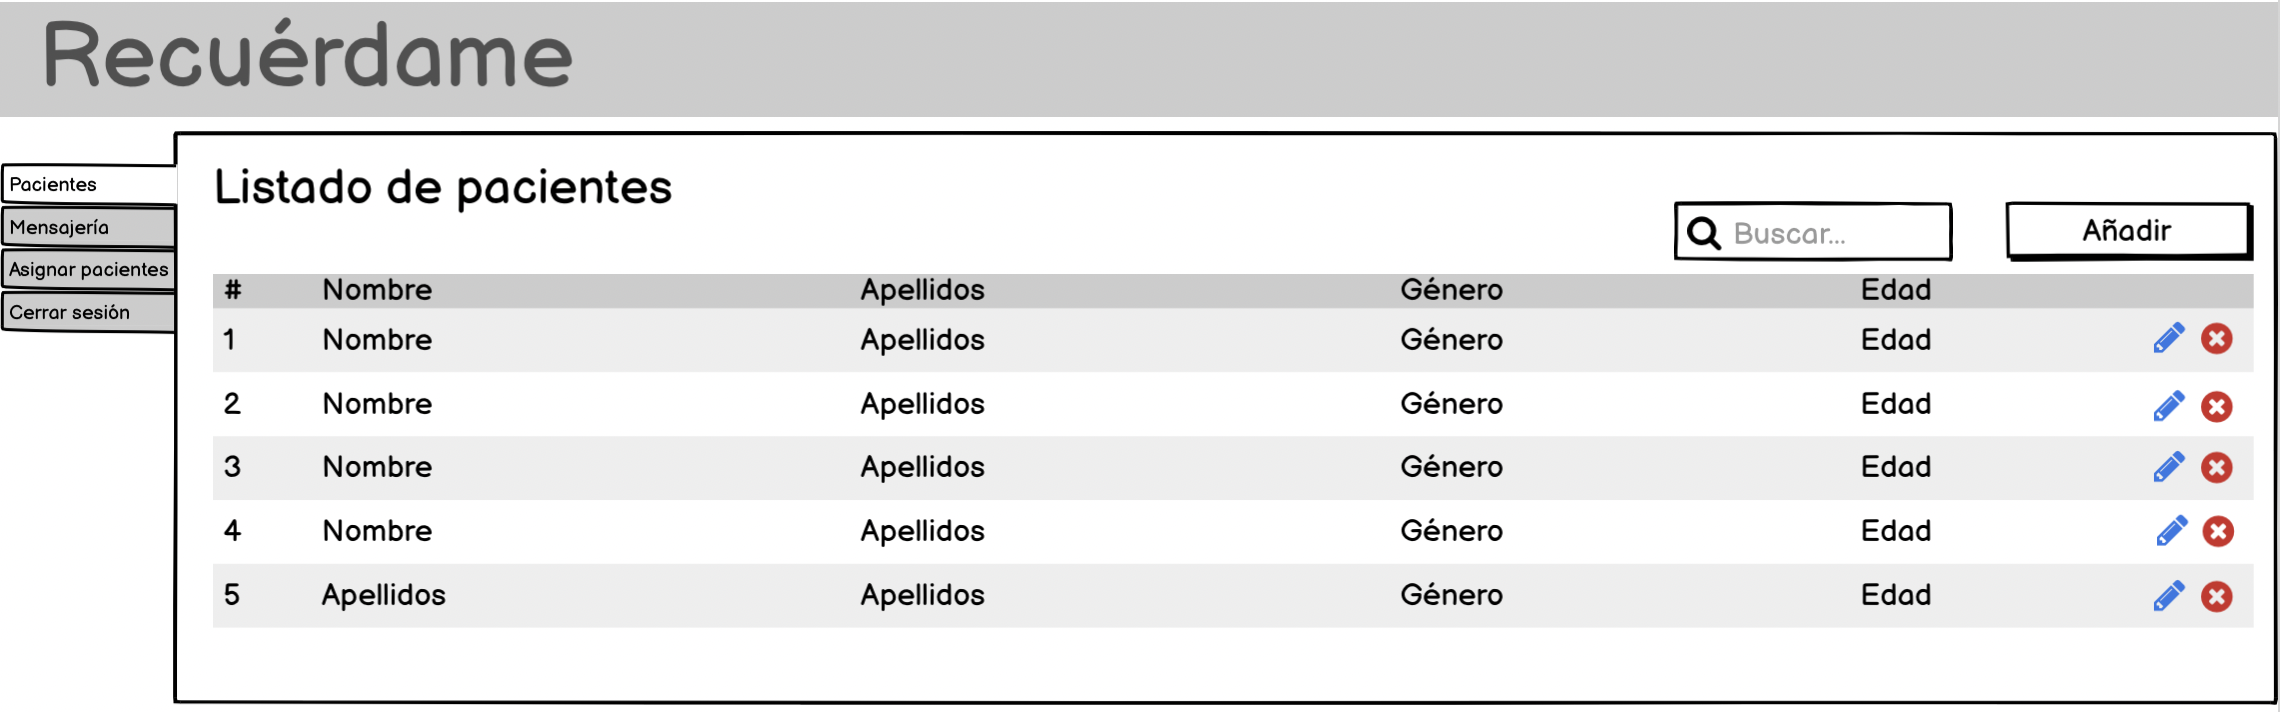 Recuérdame
Pacientes
Mensajería
Asignar pacientes
Cerrar sesión
Listado de pacientes
Buscar...
Añadir
# Nombre Apellidos Género Edad
1 Nombre Apellidos Género Edad
2 Nombre Apellidos Género Edad
3 Nombre Apellidos Género Edad
4 Nombre Apellidos Género Edad
5 Apellidos Apellidos Género Edad